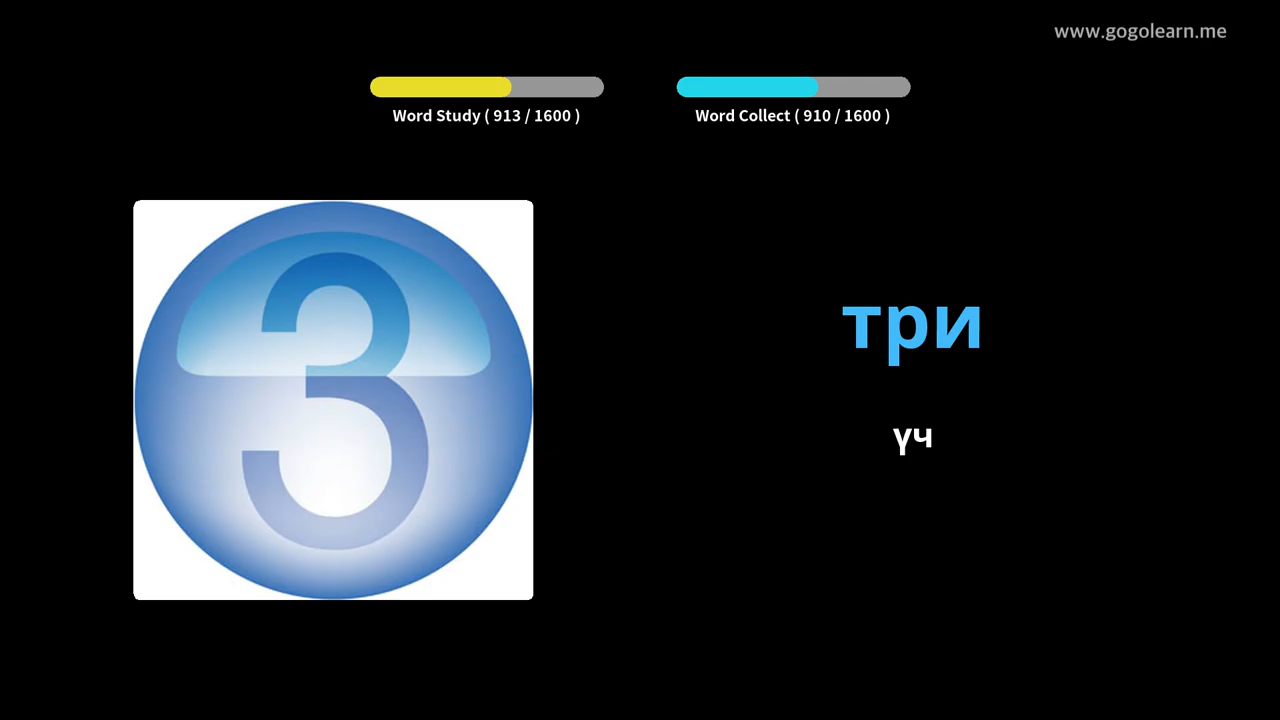 www.gogolearn.me
Word Study ( 913 / 1600 )
Word Collect ( 910 / 1600 )
3
три
үч